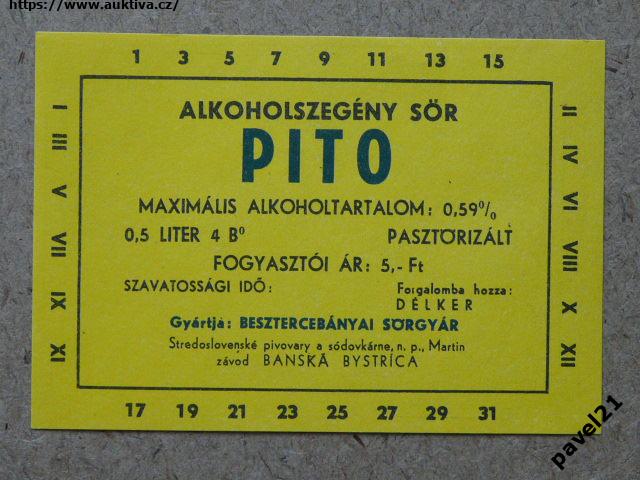 https://www.auktiva.cz/
1 3 5 7 9 11 13 15
I III V VII XI IX
II IV VI VIII X XII
ALKOHOLSZEGÉNY SÖR
PITO
MAXIMÁLIS ALKOHOLTARTALOM: 0,59%
0,5 LITER 4 B⁰ PASZTŐRIZÁLT
FOGYASZTÓI ÁR: 5,- Ft
SZAVATOSSÁGI IDŐ: Forgalomba hozza:
DÉLKER
Gyártja: BESZTERCEBÁNYAI SÖRGYÁR
Stredoslovenské pivovary a sódovkárne, n. p., Martin
závod BANSKÁ BYSTRICA
17 19 21 23 25 27 29 31
pavel21